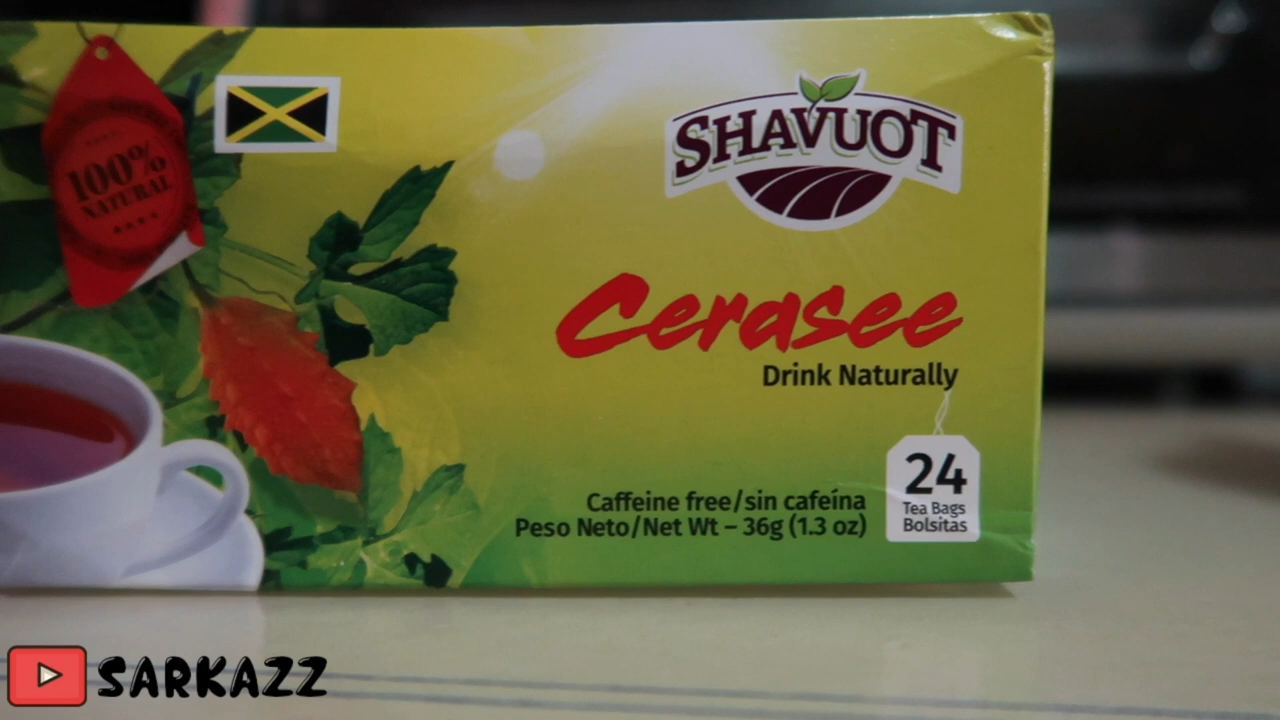 100%
NATURAL
SHAVUOT
Cerasee
Drink Naturally
24
Tea Bags
Bolsitas
Caffeine free/sin cafeína
Peso Neto/Net Wt – 36g (1.3 oz)
SARKAZZ